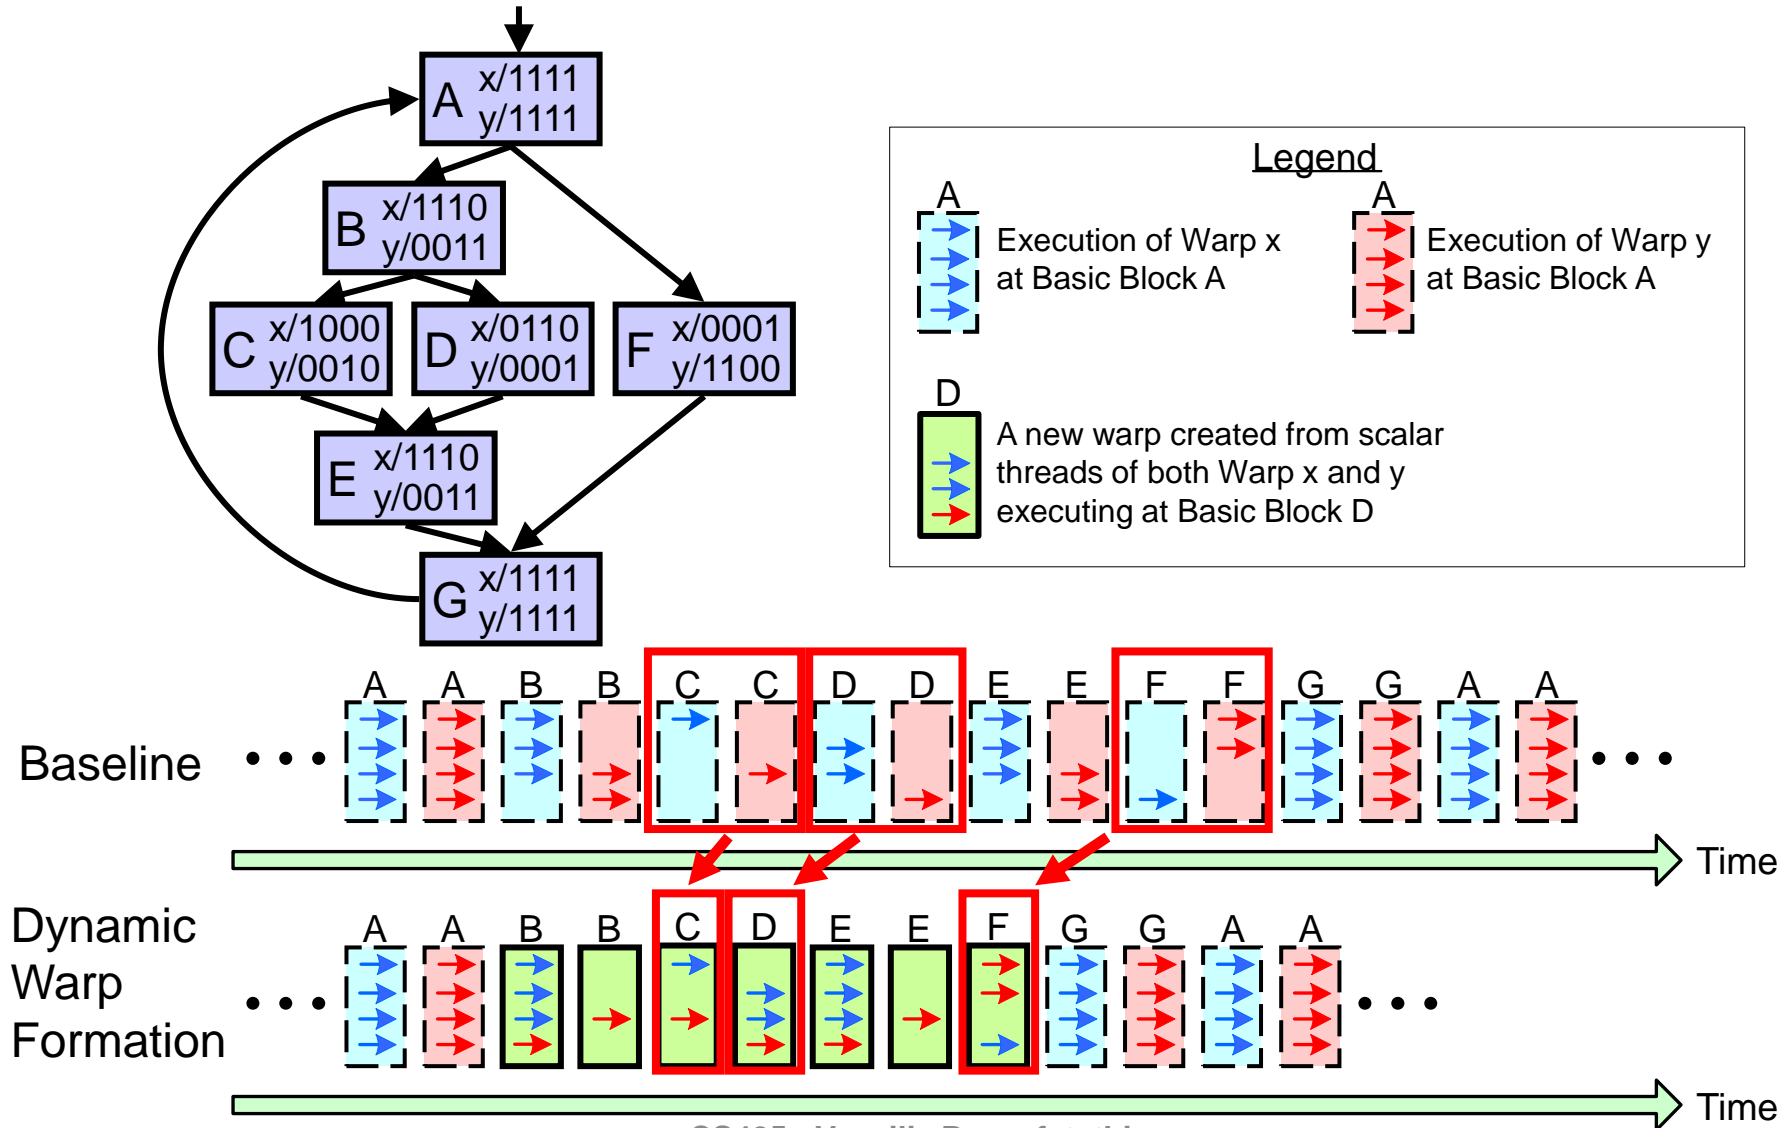 A x/1111
y/1111
B x/1110
y/0011
C x/1000
y/0010
D x/0110
y/0001
F x/0001
y/1100
E x/1110
y/0011
G x/1111
y/1111
Legend
A
Execution of Warp x
at Basic Block A
A
Execution of Warp y
at Basic Block A
D
A new warp created from scalar
threads of both Warp x and y
executing at Basic Block D
A A B B C C D D E E F F G G A A
Baseline
Time
Dynamic
Warp
Formation
A A B B C D E E F G G A A
Time